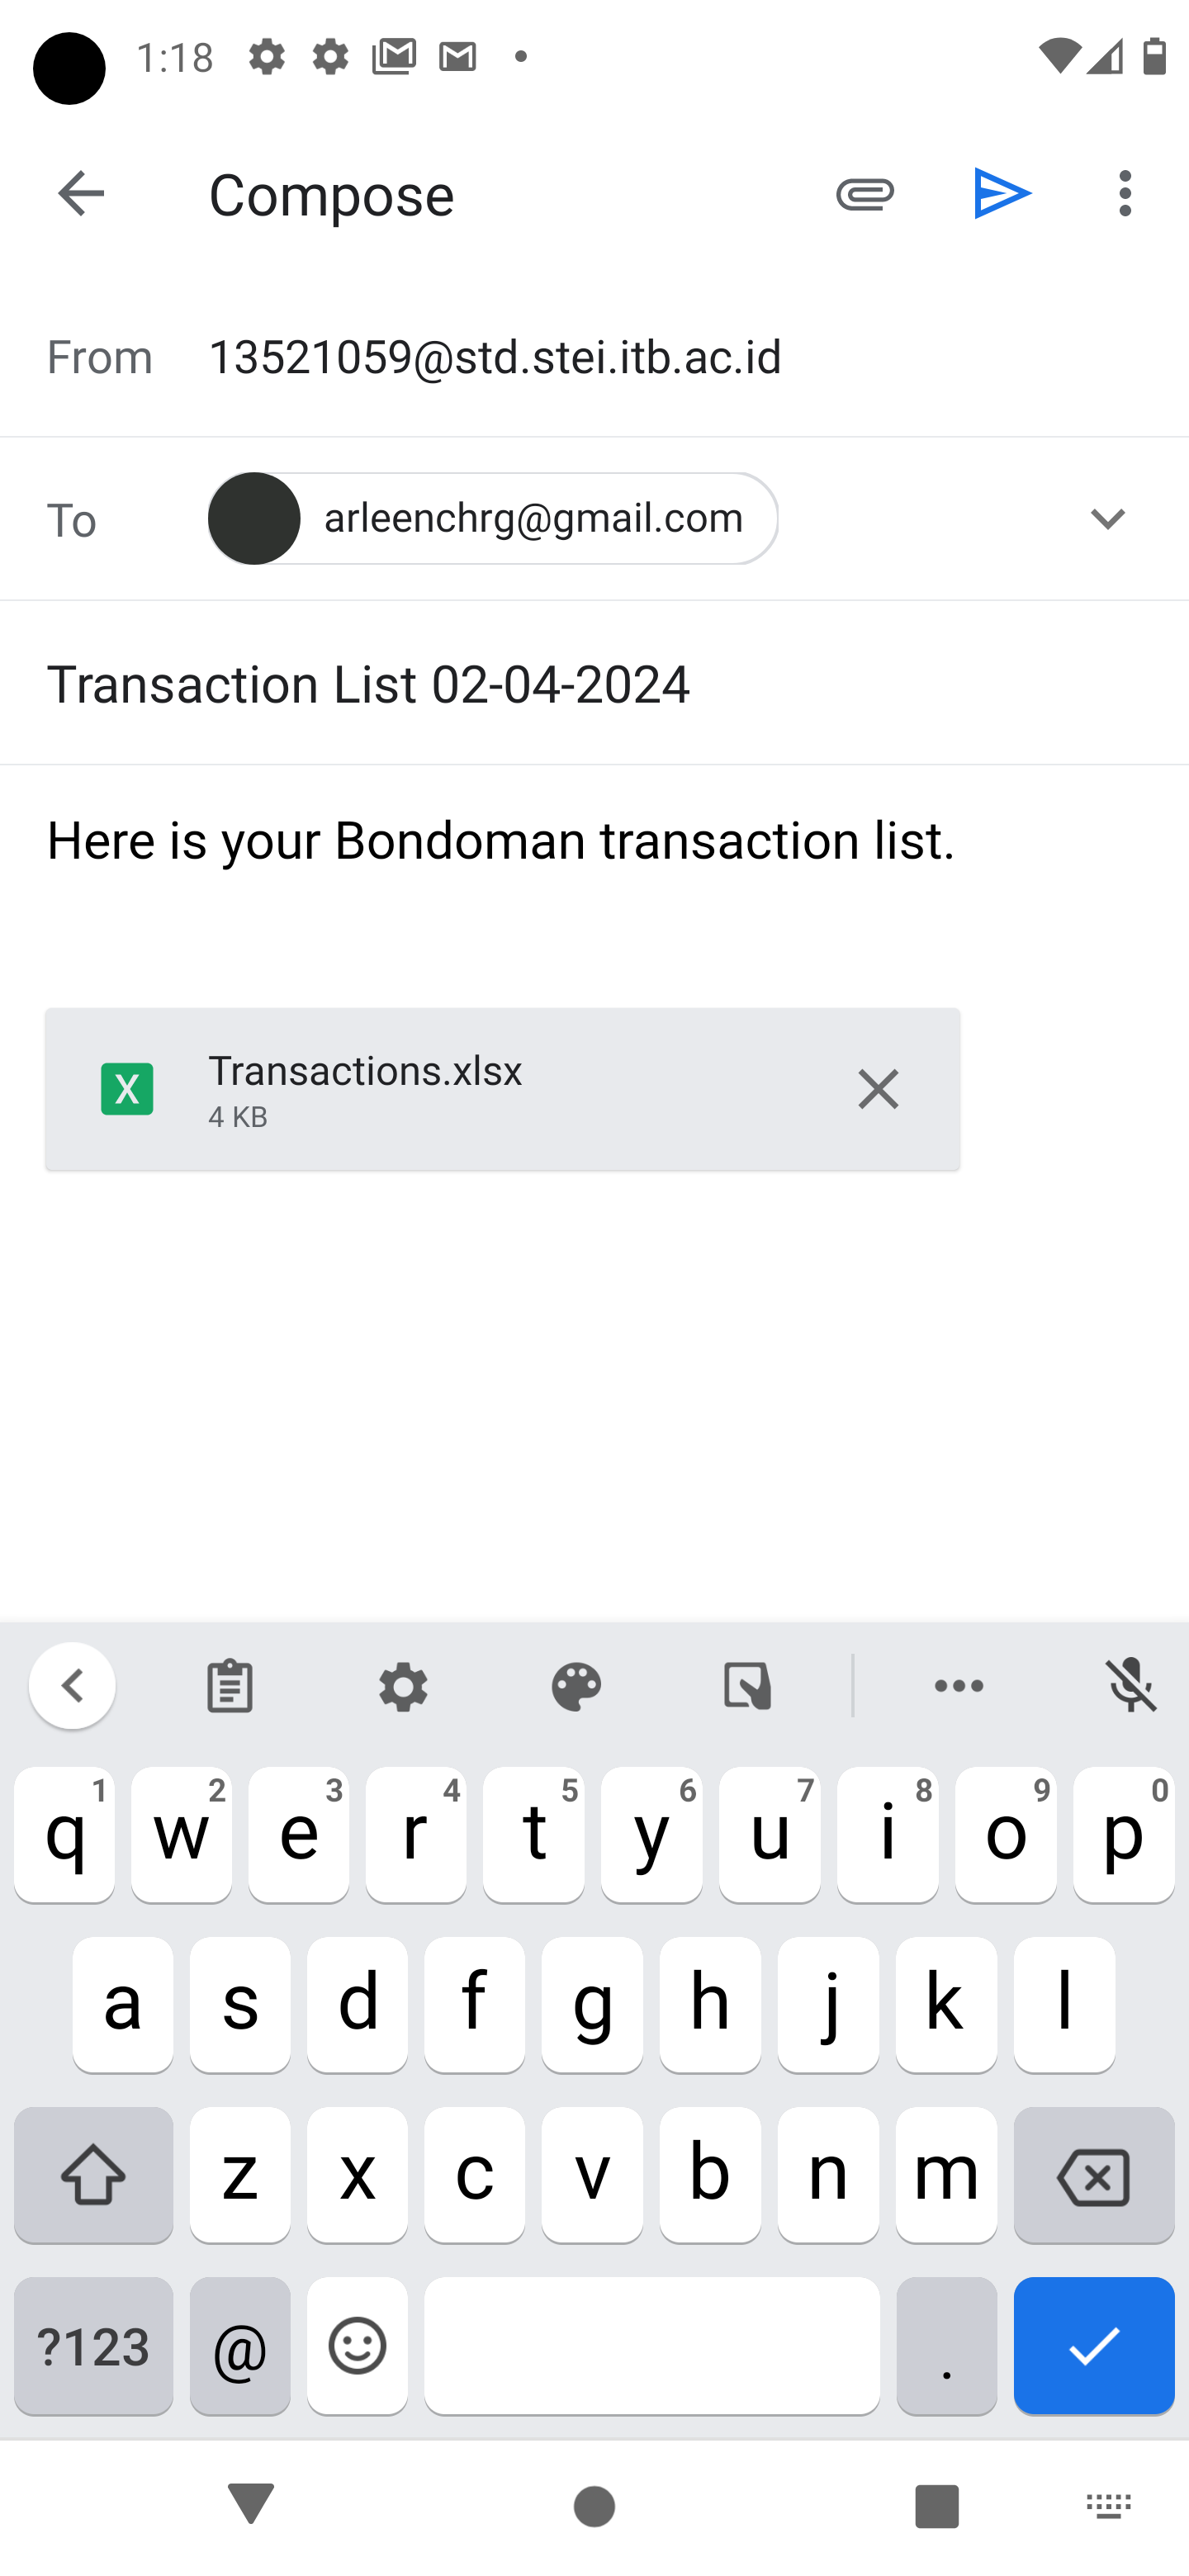 1:18
Compose
From 13521059@std.stei.itb.ac.id
To arleenchrg@gmail.com
Transaction List 02-04-2024
Here is your Bondoman transaction list.
X Transactions.xlsx
4 KB
q 1 w 2 e 3 r 4 t 5 y 6 u 7 i 8 o 9 p 0
a s d f g h j k l
z x c v b n m
?123 @ .